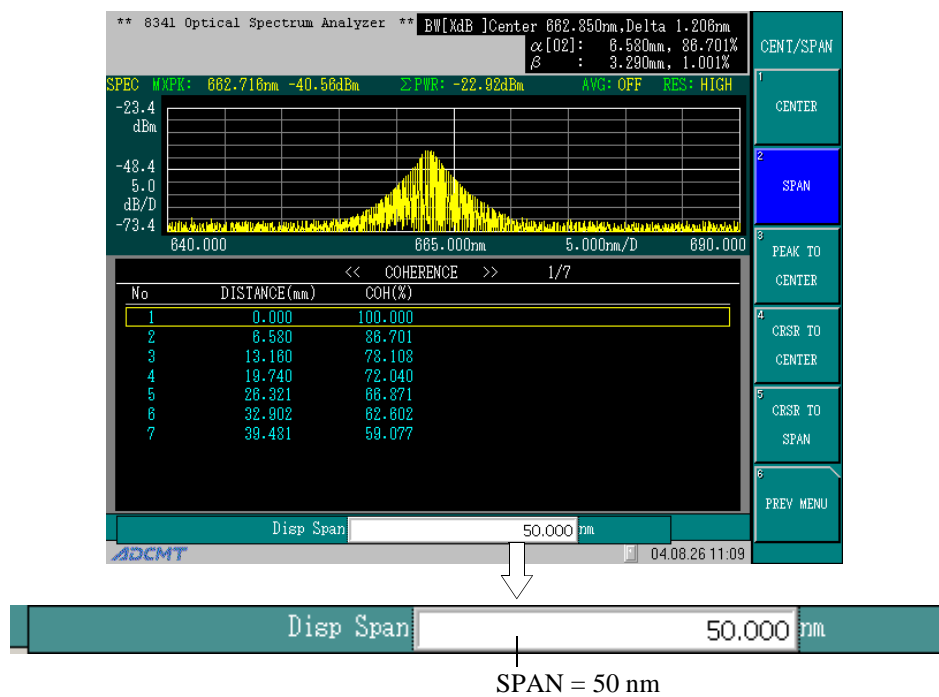 ** 8341 Optical Spectrum Analyzer **
BW[XdB ]Center 662.850nm,Delta 1.206nm
α[02]: 6.580mm, 86.701%
β : 3.290mm, 1.001%
SPEC MXPK: 662.716nm -40.56dBm ΣPWR: -22.92dBm AVG: OFF RES: HIGH
-23.4
dBm
-48.4
5.0
dB/D
-73.4
640.000 665.000nm 5.000nm/D 690.000
<< COHERENCE >> 1/7
No DISTANCE(mm) COH(%)
1 0.000 100.000
2 6.580 86.701
3 13.160 78.108
4 19.740 72.040
5 26.321 66.871
6 32.902 62.602
7 39.481 59.077
Disp Span 50.000 nm
ADCMT 04.08.26 11:09
CENT/SPAN
1
CENTER
2
SPAN
3
PEAK TO
CENTER
4
CRSR TO
CENTER
5
CRSR TO
SPAN
6
PREV MENU
Disp Span 50.000 nm
SPAN = 50 nm